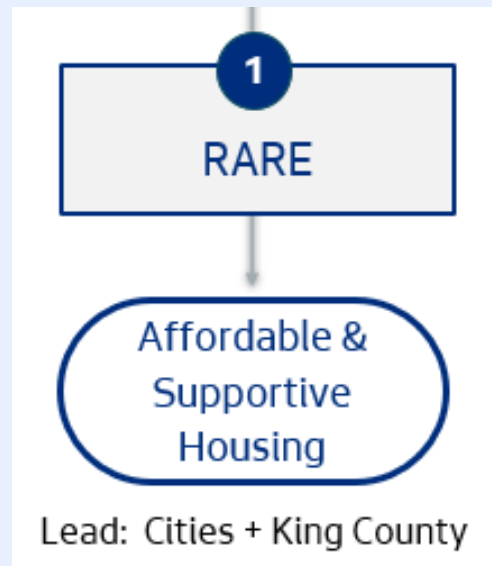 1
RARE
Affordable &
Supportive
Housing
Lead: Cities + King County